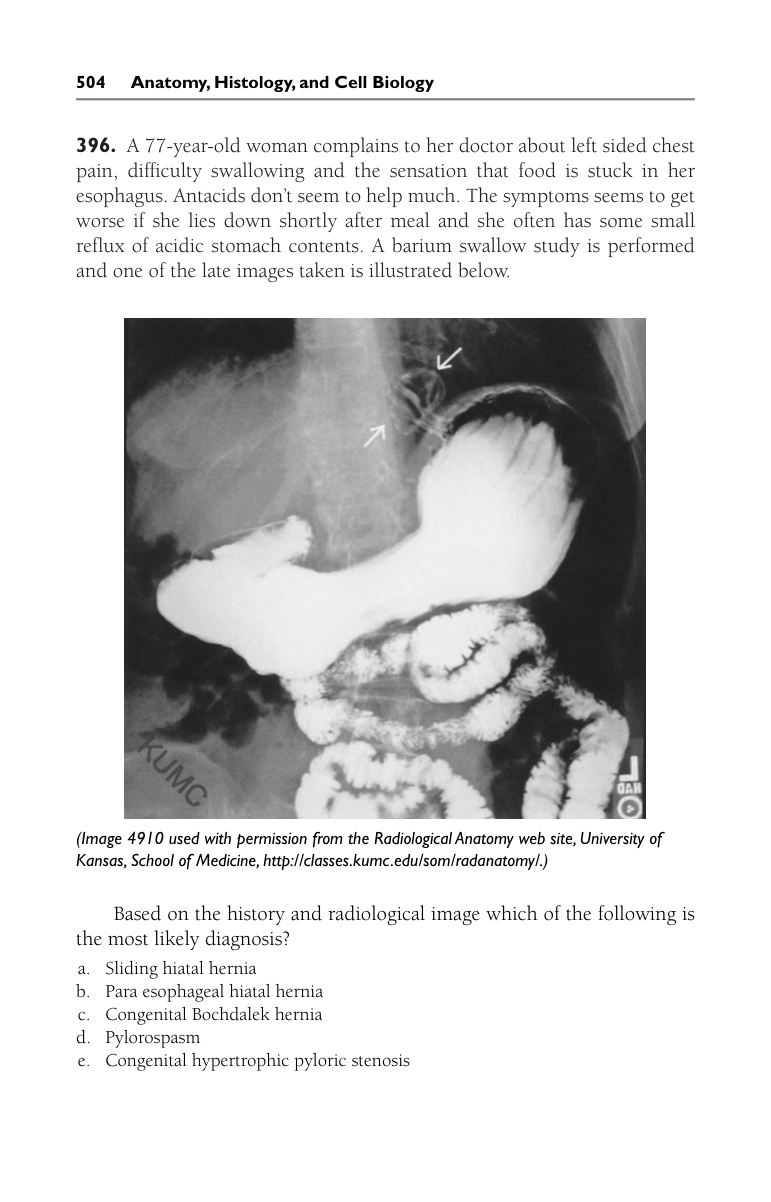 504 Anatomy, Histology, and Cell Biology
396. A 77-year-old woman complains to her doctor about left sided chest
pain, difficulty swallowing and the sensation that food is stuck in her
esophagus. Antacids don’t seem to help much. The symptoms seems to get
worse if she lies down shortly after meal and she often has some small
reflux of acidic stomach contents. A barium swallow study is performed
and one of the late images taken is illustrated below.
KUMC
L
HAD
(Image 4910 used with permission from the Radiological Anatomy web site, University of
Kansas, School of Medicine, http://classes.kumc.edu/som/radanatomy/.)
Based on the history and radiological image which of the following is
the most likely diagnosis?
a. Sliding hiatal hernia
b. Para esophageal hiatal hernia
c. Congenital Bochdalek hernia
d. Pylorospasm
e. Congenital hypertrophic pyloric stenosis